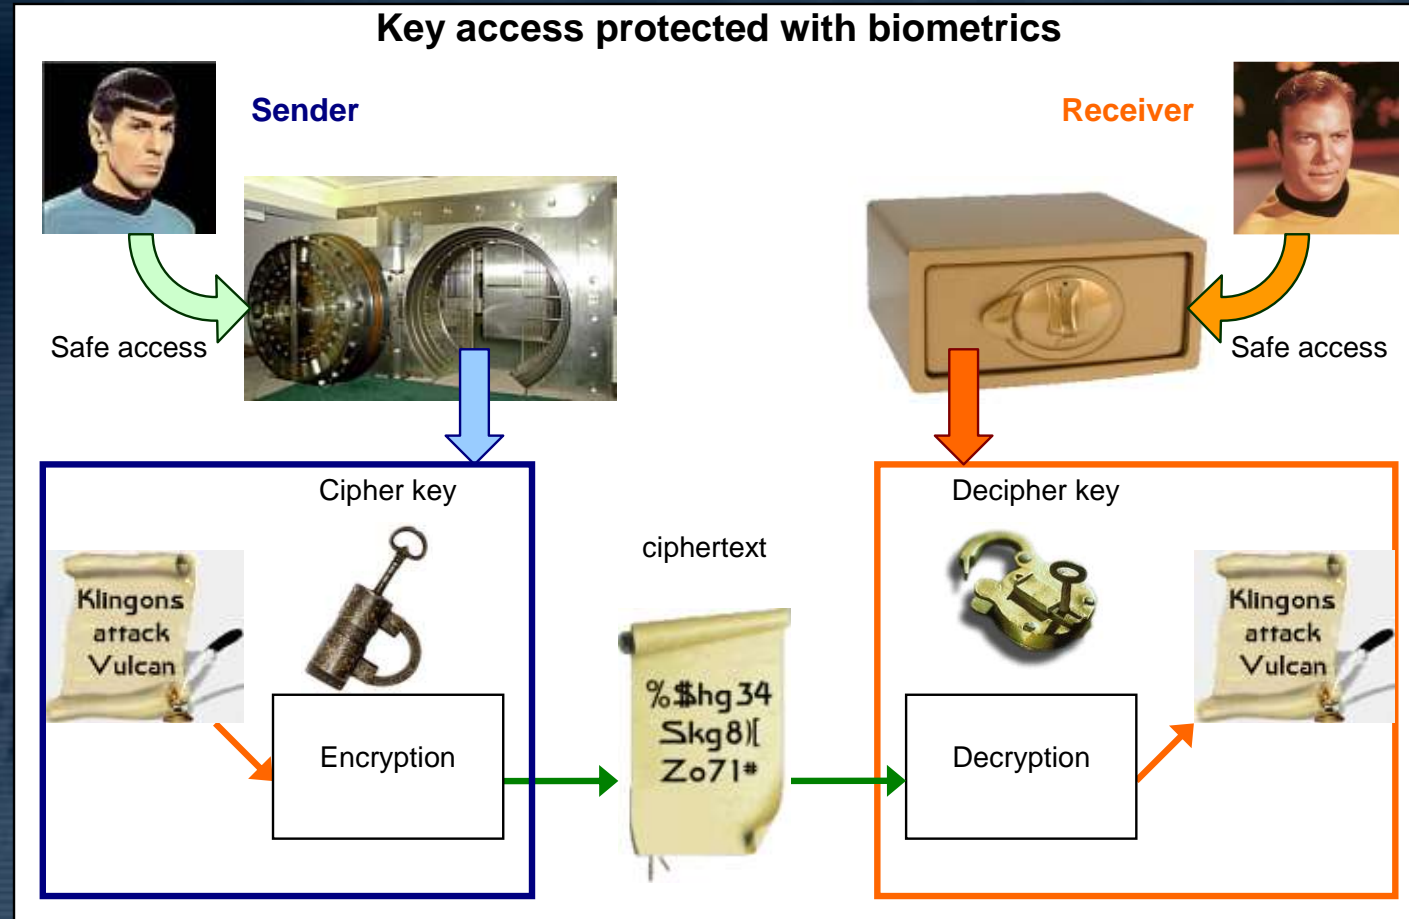 Key access protected with biometrics
Sender
Receiver
Safe access
Safe access
Cipher key
Decipher key
ciphertext
Klingons
attack
Vulcan
%$hg34
Skg8)[
Zo71#
Klingons
attack
Vulcan
Encryption
Decryption